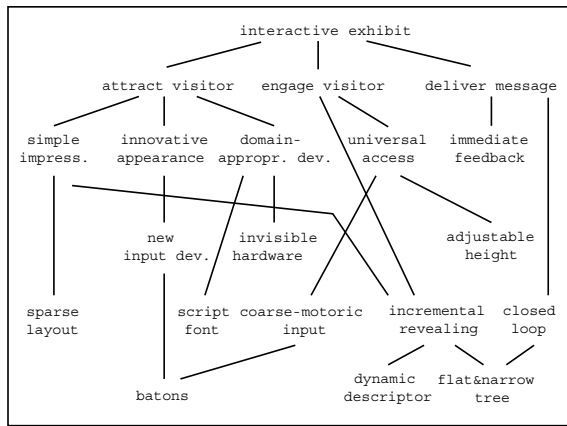 interactive exhibit
attract visitor engage visitor deliver message
simple innovative domain- universal immediate
impress. appearance appropr. dev. access feedback
new invisible adjustable
input dev. hardware height
sparse script coarse-motoric incremental closed
layout font input revealing loop
dynamic flat&narrow
descriptor tree
batons